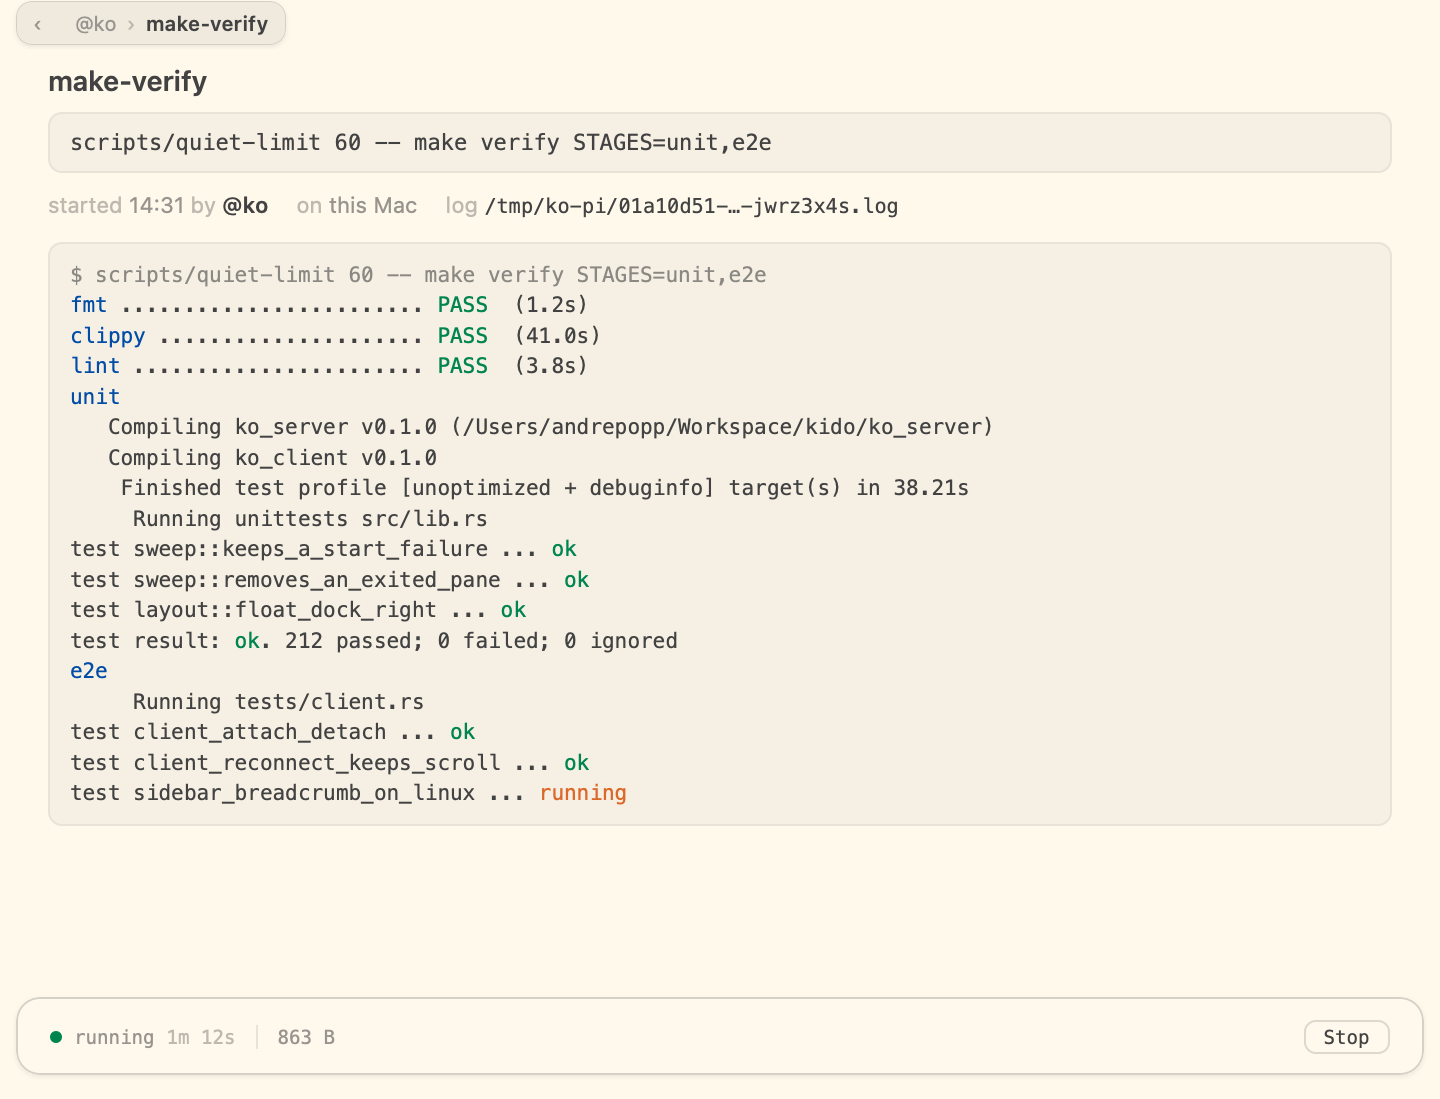 ‹ @ko › make-verify
make-verify
scripts/quiet-limit 60 -- make verify STAGES=unit,e2e
started 14:31 by @ko on this Mac log /tmp/ko-pi/01a10d51-…-jwrz3x4s.log
$ scripts/quiet-limit 60 -- make verify STAGES=unit,e2e
fmt ........................ PASS (1.2s)
clippy ..................... PASS (41.0s)
lint ....................... PASS (3.8s)
unit
Compiling ko_server v0.1.0 (/Users/andrepopp/Workspace/kido/ko_server)
Compiling ko_client v0.1.0
Finished test profile [unoptimized + debuginfo] target(s) in 38.21s
Running unittests src/lib.rs
test sweep::keeps_a_start_failure ... ok
test sweep::removes_an_exited_pane ... ok
test layout::float_dock_right ... ok
test result: ok. 212 passed; 0 failed; 0 ignored
e2e
Running tests/client.rs
test client_attach_detach ... ok
test client_reconnect_keeps_scroll ... ok
test sidebar_breadcrumb_on_linux ... running
running 1m 12s 863 B Stop